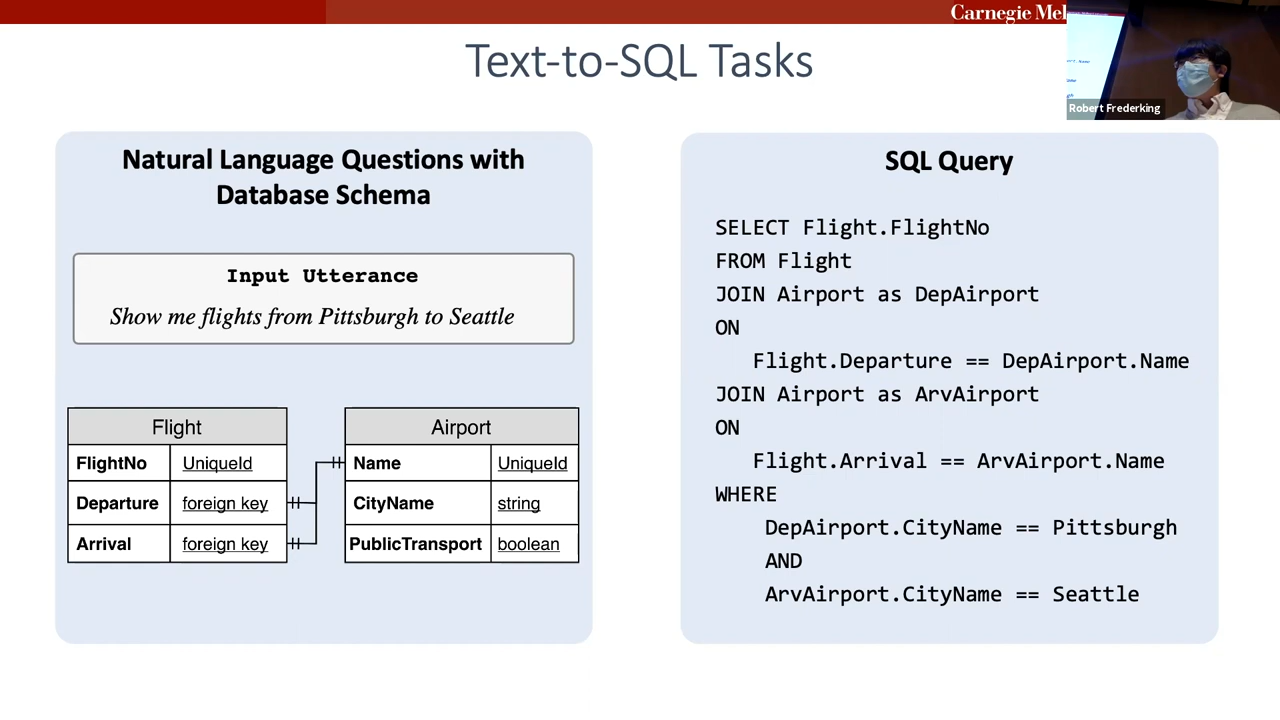 Carnegie Mel
Text-to-SQL Tasks
Robert Frederking
Natural Language Questions with
Database Schema
Input Utterance
Show me flights from Pittsburgh to Seattle
Flight
FlightNo UniqueId
Departure foreign key
Arrival foreign key
Airport
Name UniqueId
CityName string
PublicTransport boolean
SQL Query
SELECT Flight.FlightNo
FROM Flight
JOIN Airport as DepAirport
ON
Flight.Departure == DepAirport.Name
JOIN Airport as ArvAirport
ON
Flight.Arrival == ArvAirport.Name
WHERE
DepAirport.CityName == Pittsburgh
AND
ArvAirport.CityName == Seattle